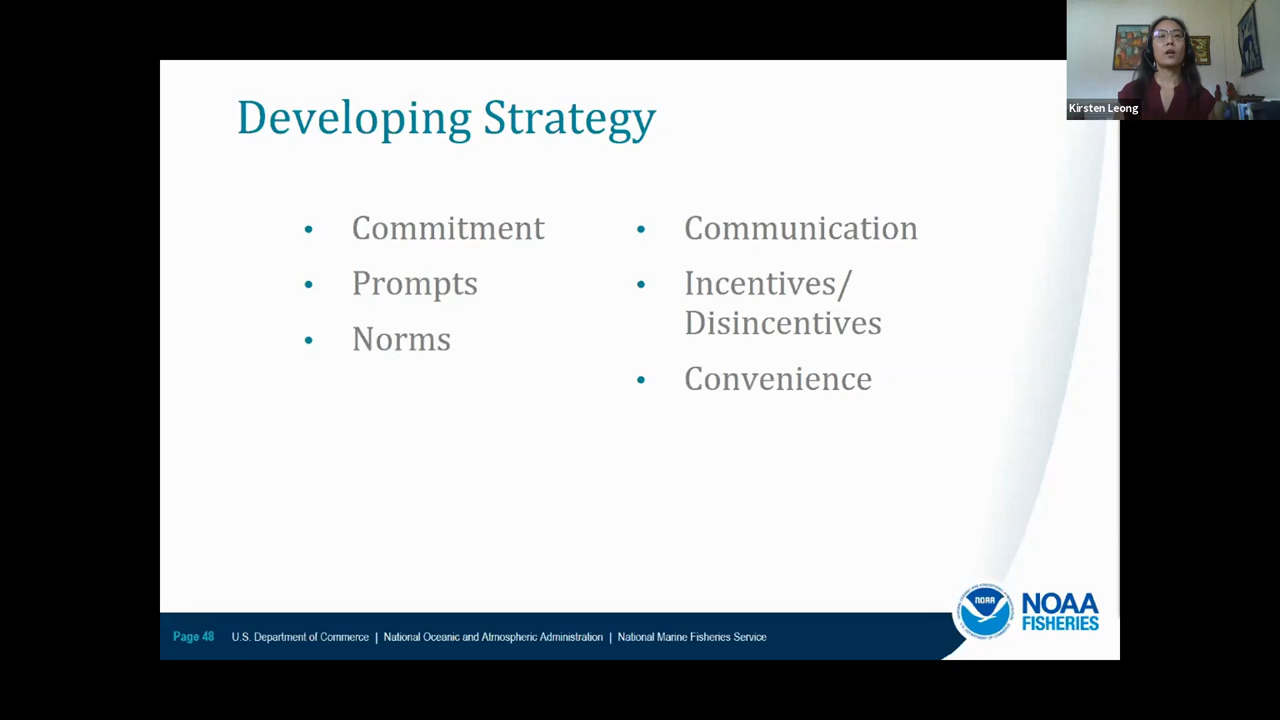 Kirsten Leong
Developing Strategy
• Commitment
• Prompts
• Norms
• Communication
• Incentives/
Disincentives
• Convenience
Page 48 U.S. Department of Commerce | National Oceanic and Atmospheric Administration | National Marine Fisheries Service
NOAA
NOAA
FISHERIES